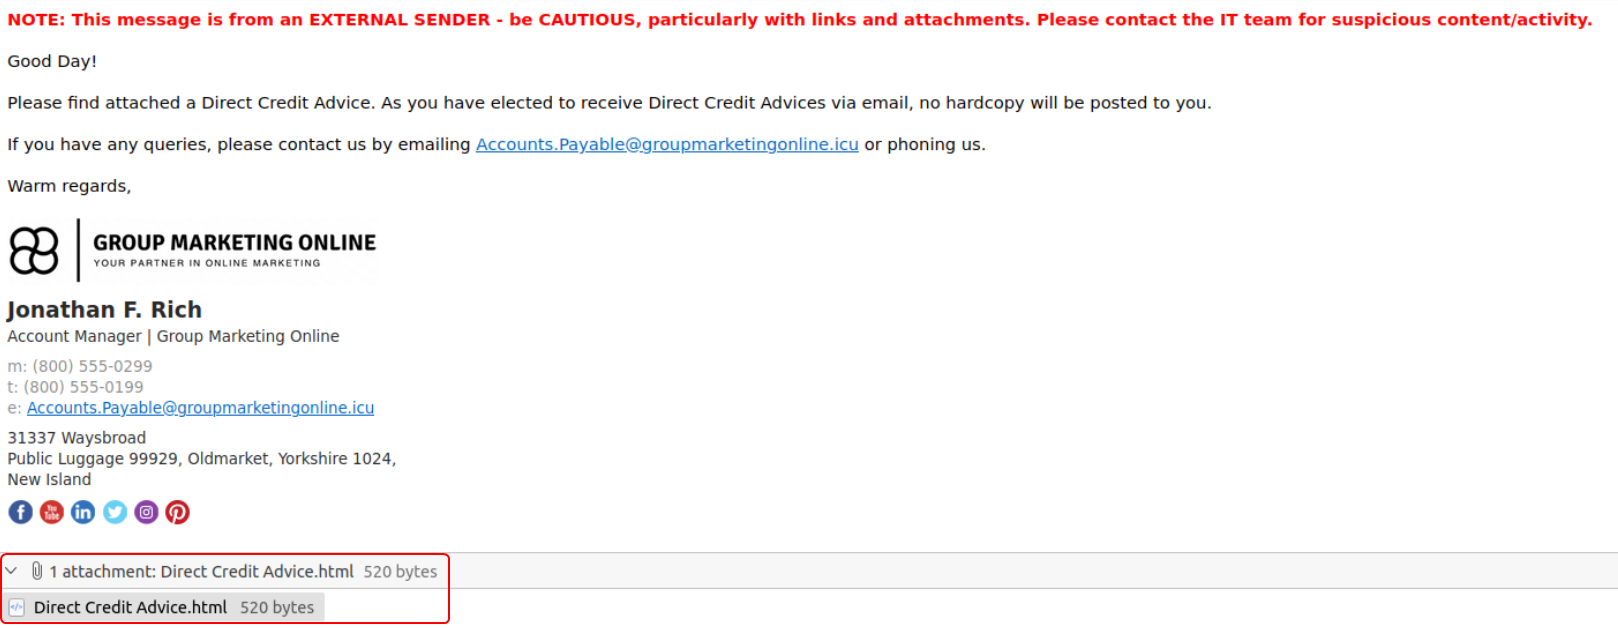 NOTE: This message is from an EXTERNAL SENDER - be CAUTIOUS, particularly with links and attachments. Please contact the IT team for suspicious content/activity.
Good Day!
Please find attached a Direct Credit Advice. As you have elected to receive Direct Credit Advices via email, no hardcopy will be posted to you.
If you have any queries, please contact us by emailing Accounts.Payable@groupmarketingonline.icu or phoning us.
Warm regards,
GROUP MARKETING ONLINE
YOUR PARTNER IN ONLINE MARKETING
Jonathan F. Rich
Account Manager | Group Marketing Online
m: (800) 555-0299
t: (800) 555-0199
e: Accounts.Payable@groupmarketingonline.icu
31337 Waysbroad
Public Luggage 99929, Oldmarket, Yorkshire 1024,
New Island
1 attachment: Direct Credit Advice.html 520 bytes
Direct Credit Advice.html 520 bytes